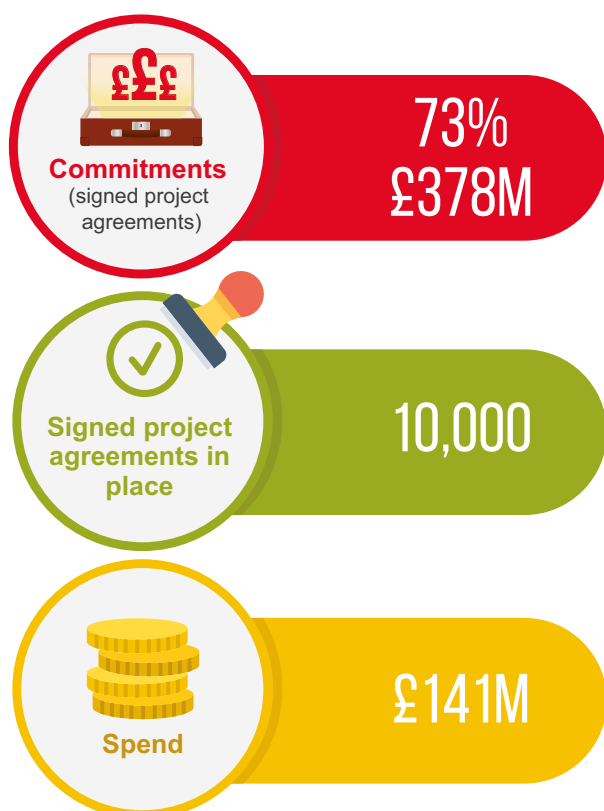 £££
Commitments
(signed project
agreements)
73%
£378M
Signed project
agreements in
place
10,000
Spend
£141M